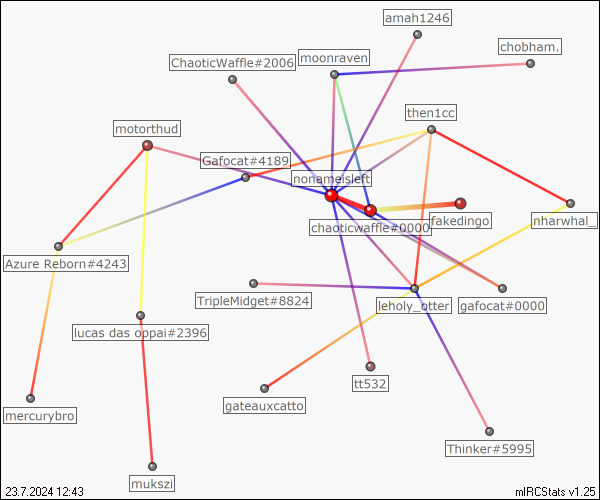 amah1246
chobham.
moonraven
ChaoticWaffle#2006
then1cc
motorthud
Gafocat#4189
nonameisleft
chaoticwaffle#0000
fakedingo
nharwhal_
Azure Reborn#4243
TripleMidget#8824
leholy_otter
gafocat#0000
lucas das oppai#2396
tt532
gateauxcatto
mercurybro
Thinker#5995
mukszi
23.7.2024 12:43
mIRCStats v1.25